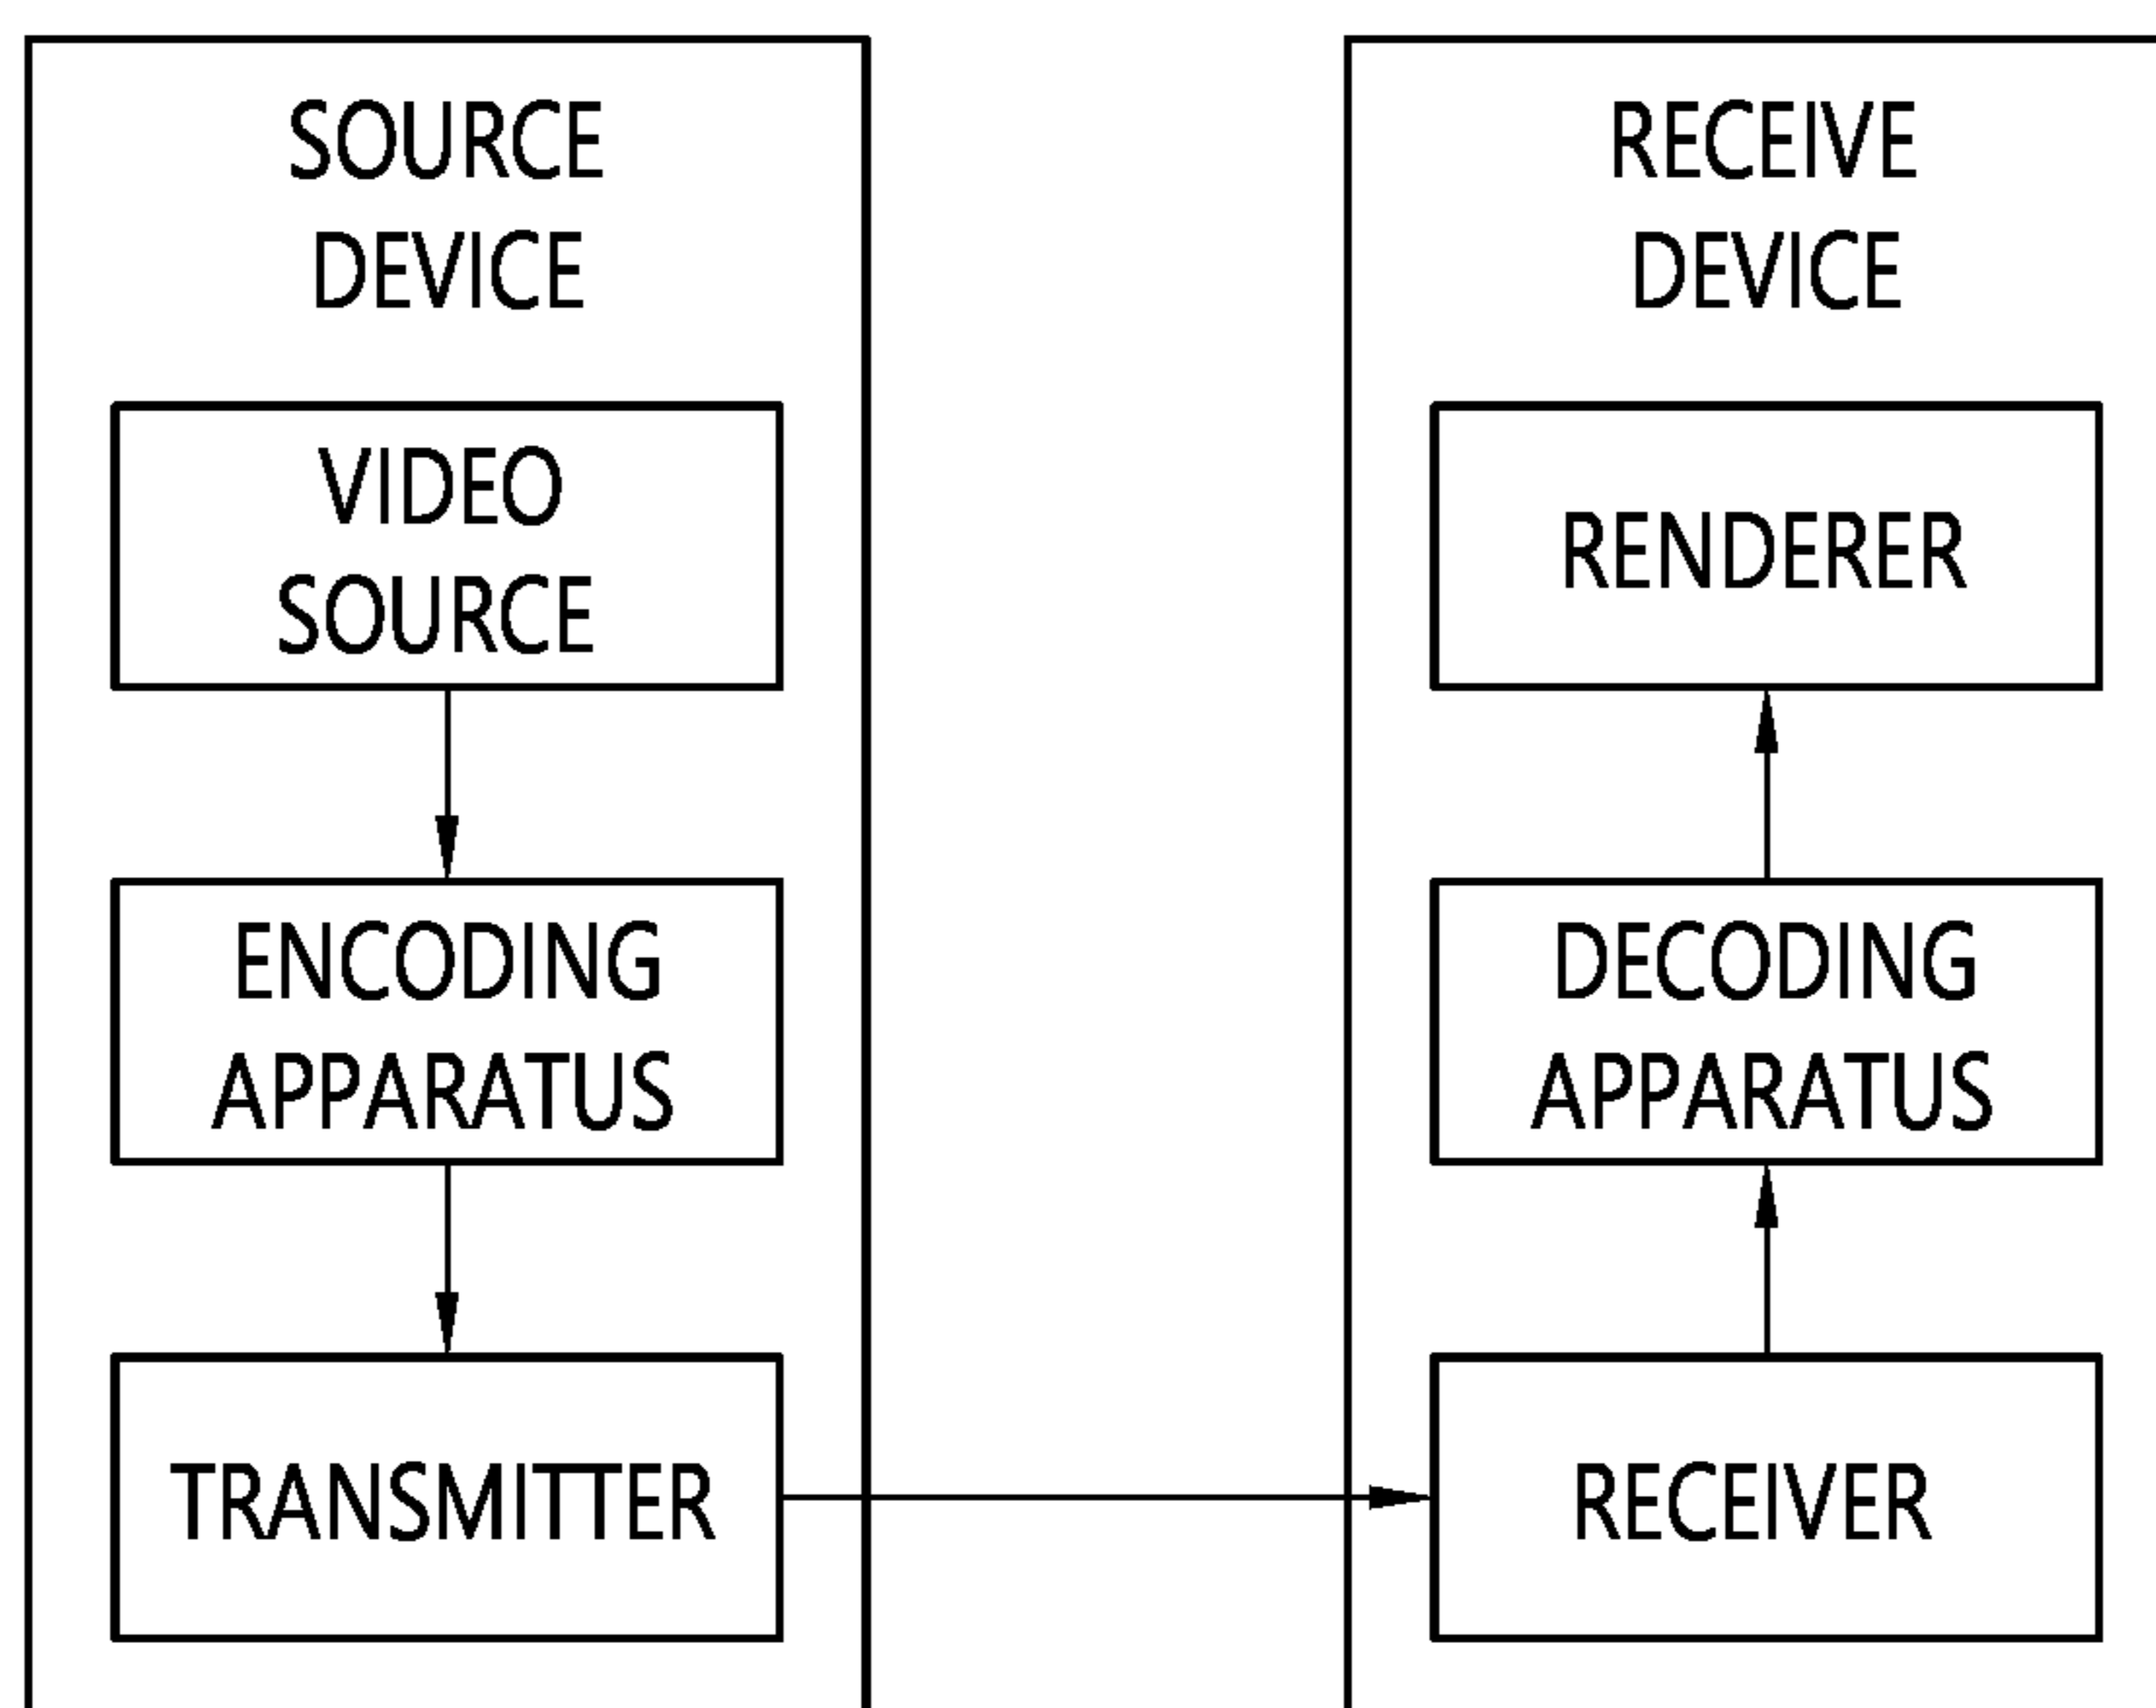 SOURCE
DEVICE
VIDEO
SOURCE
ENCODING
APPARATUS
TRANSMITTER
RECEIVE
DEVICE
RENDERER
DECODING
APPARATUS
RECEIVER